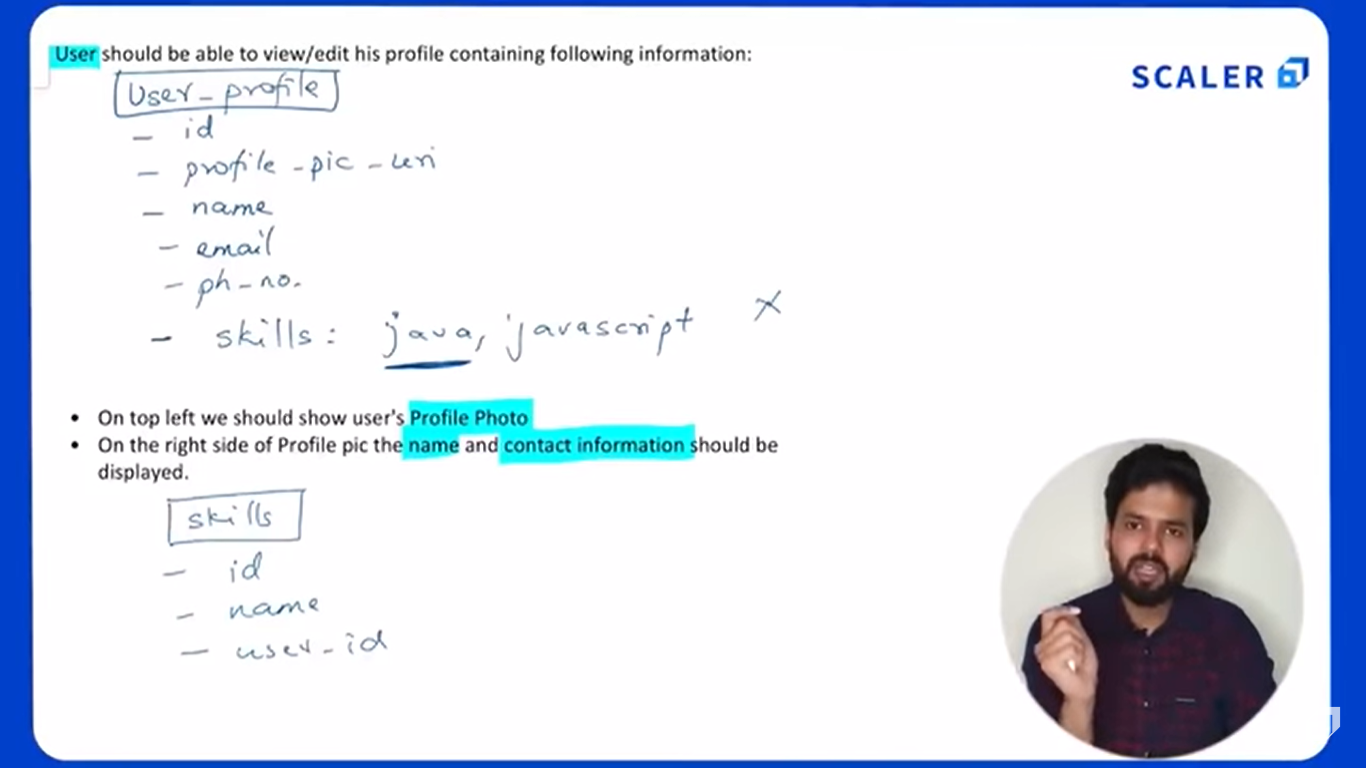 User should be able to view/edit his profile containing following information:
SCALER
User_profile
- id
- profile-pic-uri
- name
- email
- ph-no.
- skills: java, javascript X
• On top left we should show user's Profile Photo
• On the right side of Profile pic the name and contact information should be
displayed.
skills
- id
- name
- user-id